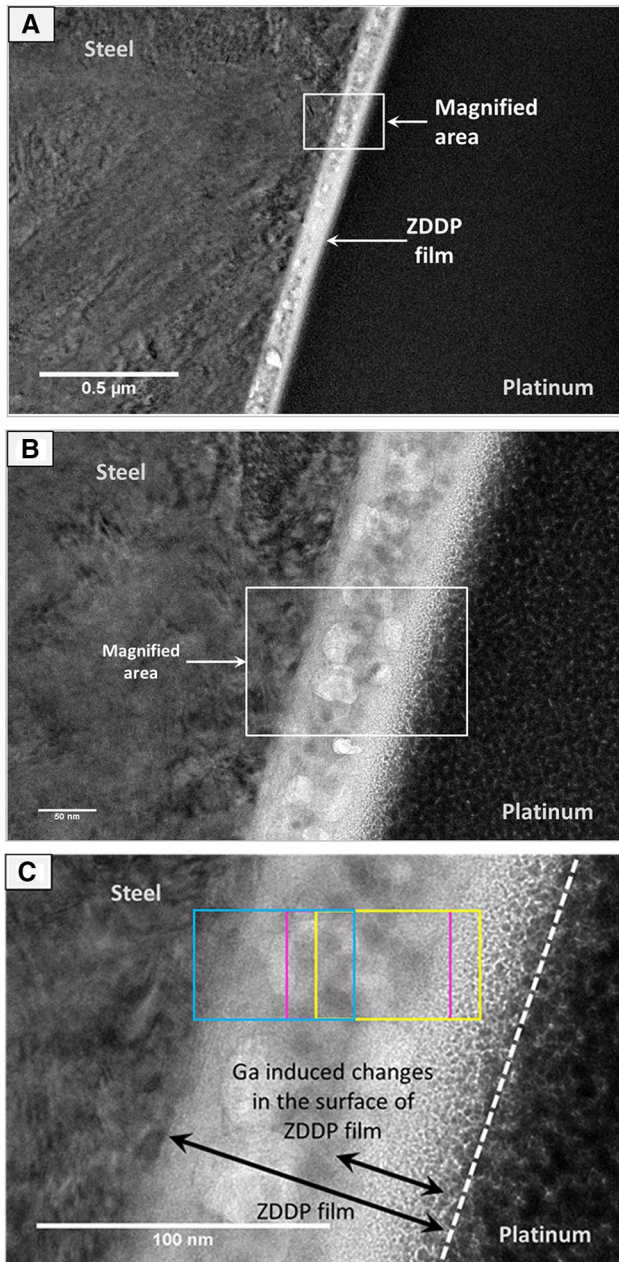 A
Steel
Magnified
area
ZDDP
film
0.5 µm
Platinum
B
Steel
Magnified
area
50 nm
Platinum
C
Steel
Ga induced changes
in the surface of
ZDDP film
ZDDP film
100 nm
Platinum